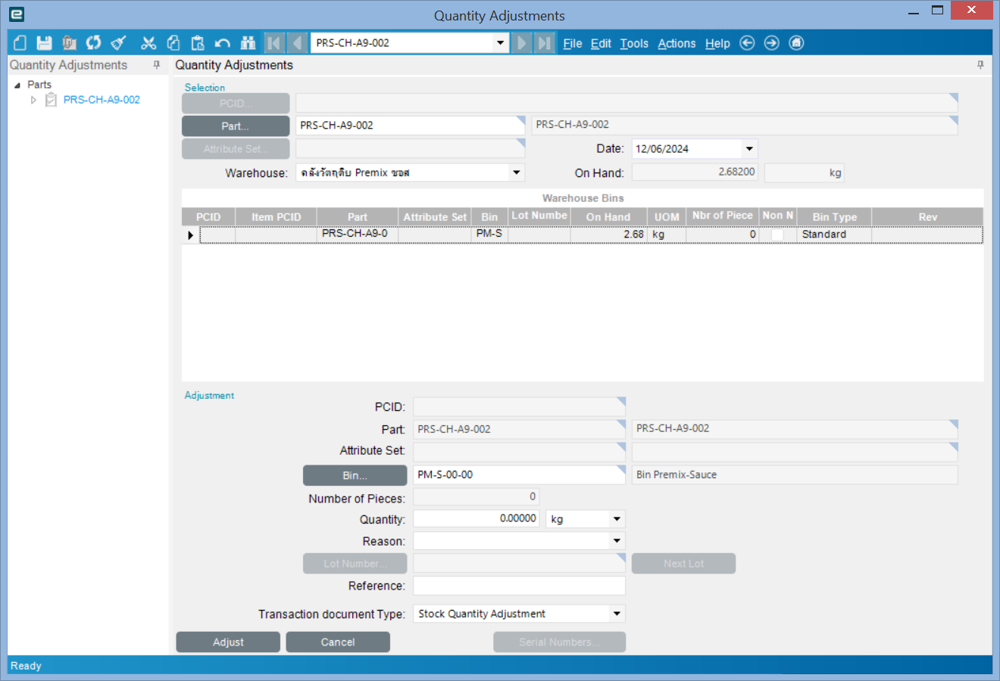 Quantity Adjustments
PRS-CH-A9-002 File Edit Tools Actions Help
Quantity Adjustments
Parts
PRS-CH-A9-002
Quantity Adjustments
Selection
PCID...
Part... PRS-CH-A9-002 PRS-CH-A9-002
Attribute Set... Date: 12/06/2024
Warehouse: คลังวัตถุดิบ Premix ซอส On Hand: 2.68200 kg
Warehouse Bins
PCID Item PCID Part Attribute Set Bin Lot Numbe On Hand UOM Nbr of Piece Non N Bin Type Rev
PRS-CH-A9-0 PM-S 2.68 kg 0 Standard
Adjustment
PCID:
Part: PRS-CH-A9-002 PRS-CH-A9-002
Attribute Set:
Bin... PM-S-00-00 Bin Premix-Sauce
Number of Pieces: 0
Quantity: 0.00000 kg
Reason:
Lot Number... Next Lot
Reference:
Transaction document Type: Stock Quantity Adjustment
Adjust Cancel Serial Numbers...
Ready